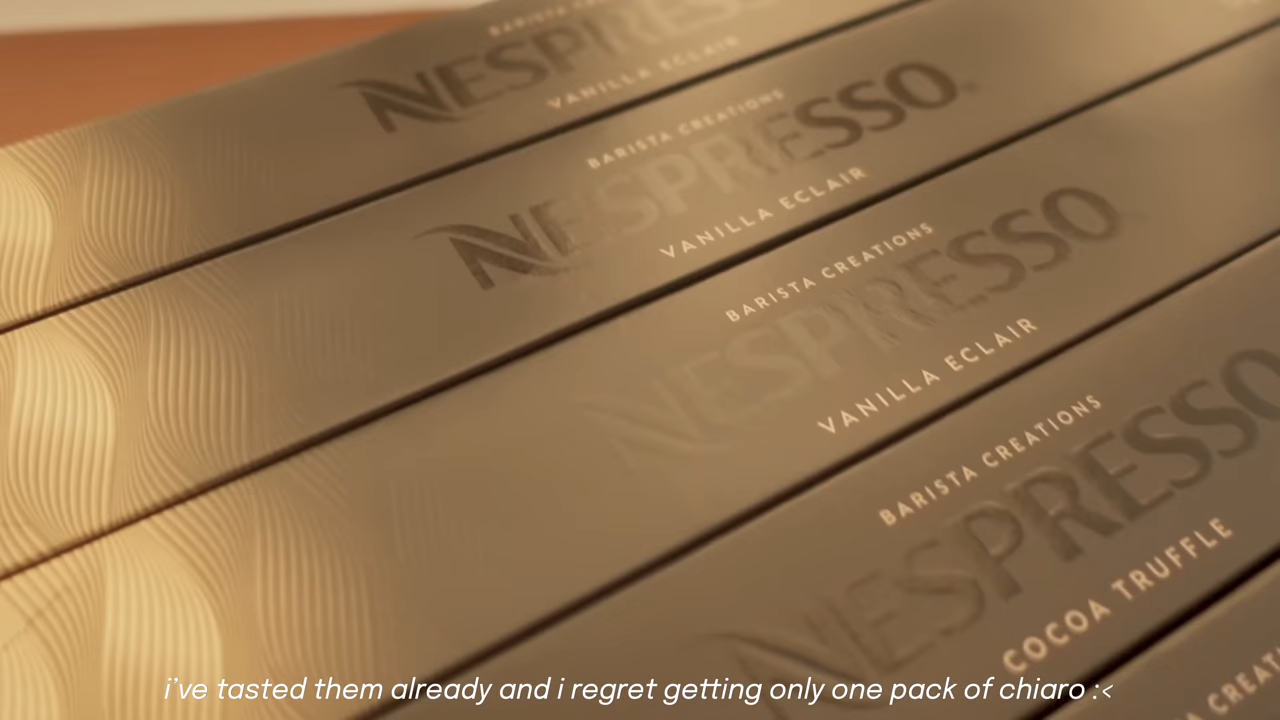 BARISTA
NESPRESSO
VANILLA ECLAIR
BARISTA CREATIONS
NESPRESSO
VANILLA ECLAIR
BARISTA CREATIONS
NESPRESSO
VANILLA ECLAIR
BARISTA CREATIONS
NESPRESSO
COCOA TRUFFLE
i've tasted them already and i regret getting only one pack of chiaro :<